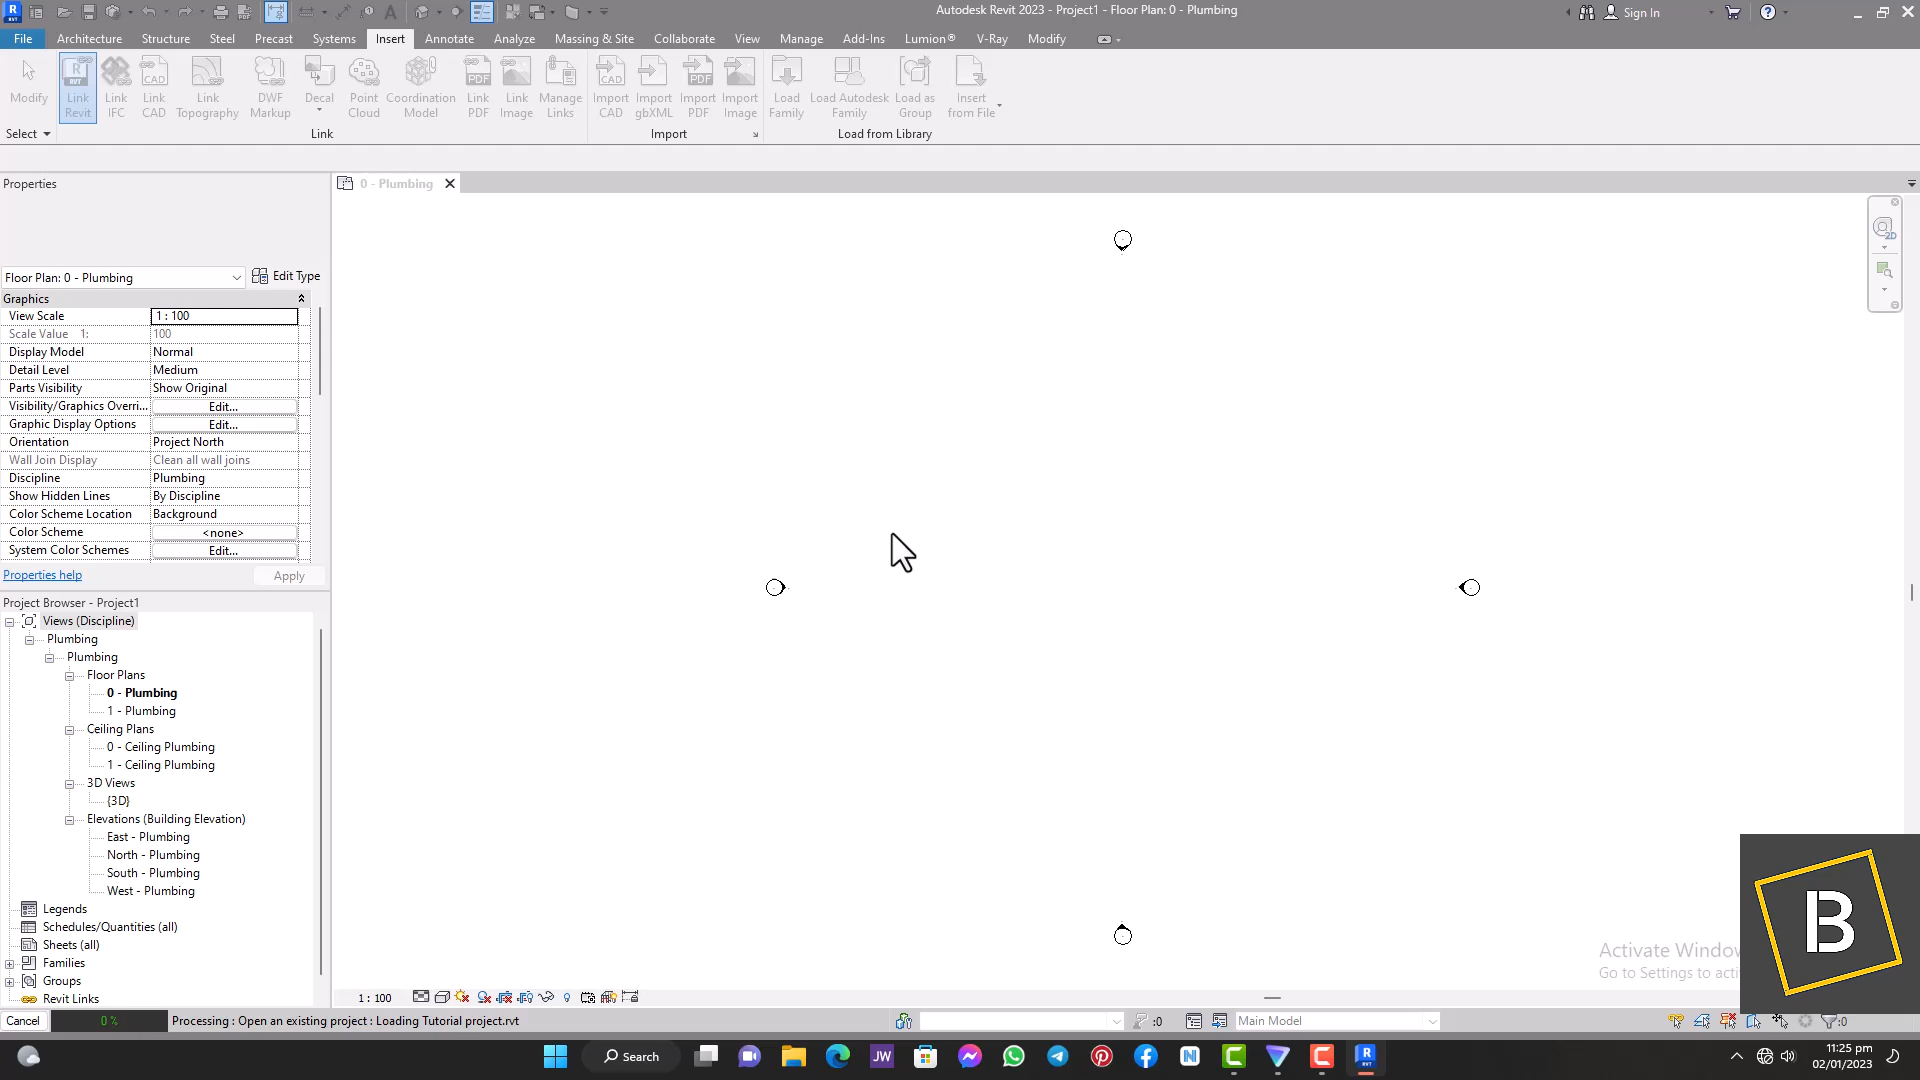 Autodesk Revit 2023 - Project1 - Floor Plan: 0 - Plumbing
Sign In
File Architecture Structure Steel Precast Systems Insert Annotate Analyze Massing & Site Collaborate View Manage Add-Ins Lumion® V-Ray Modify
Modify
Link Revit
Link IFC
Link CAD
Link Topography
DWF Markup
Decal
Point Cloud
Coordination Model
Link PDF
Link Image
Manage Links
Import CAD
Import gbXML
Import PDF
Import Image
Load Family
Load Autodesk Family
Load as Group
Insert from File
Select Link Import Load from Library
Properties
0 - Plumbing
2D
Floor Plan: 0 - Plumbing Edit Type
Graphics
View Scale 1 : 100
Scale Value 1: 100
Display Model Normal
Detail Level Medium
Parts Visibility Show Original
Visibility/Graphics Overri... Edit...
Graphic Display Options Edit...
Orientation Project North
Wall Join Display Clean all wall joins
Discipline Plumbing
Show Hidden Lines By Discipline
Color Scheme Location Background
Color Scheme <none>
System Color Schemes Edit...
Properties help Apply
Project Browser - Project1
Views (Discipline)
Plumbing
Plumbing
Floor Plans
0 - Plumbing
1 - Plumbing
Ceiling Plans
0 - Ceiling Plumbing
1 - Ceiling Plumbing
3D Views
{3D}
Elevations (Building Elevation)
East - Plumbing
North - Plumbing
South - Plumbing
West - Plumbing
Legends
Schedules/Quantities (all)
Sheets (all)
Families
Groups
Revit Links
1 : 100
Activate Window
Go to Settings to acti
B
Cancel 0 % Processing : Open an existing project : Loading Tutorial project.rvt
:0 Main Model :0
Search
JW
11:25 pm
02/01/2023